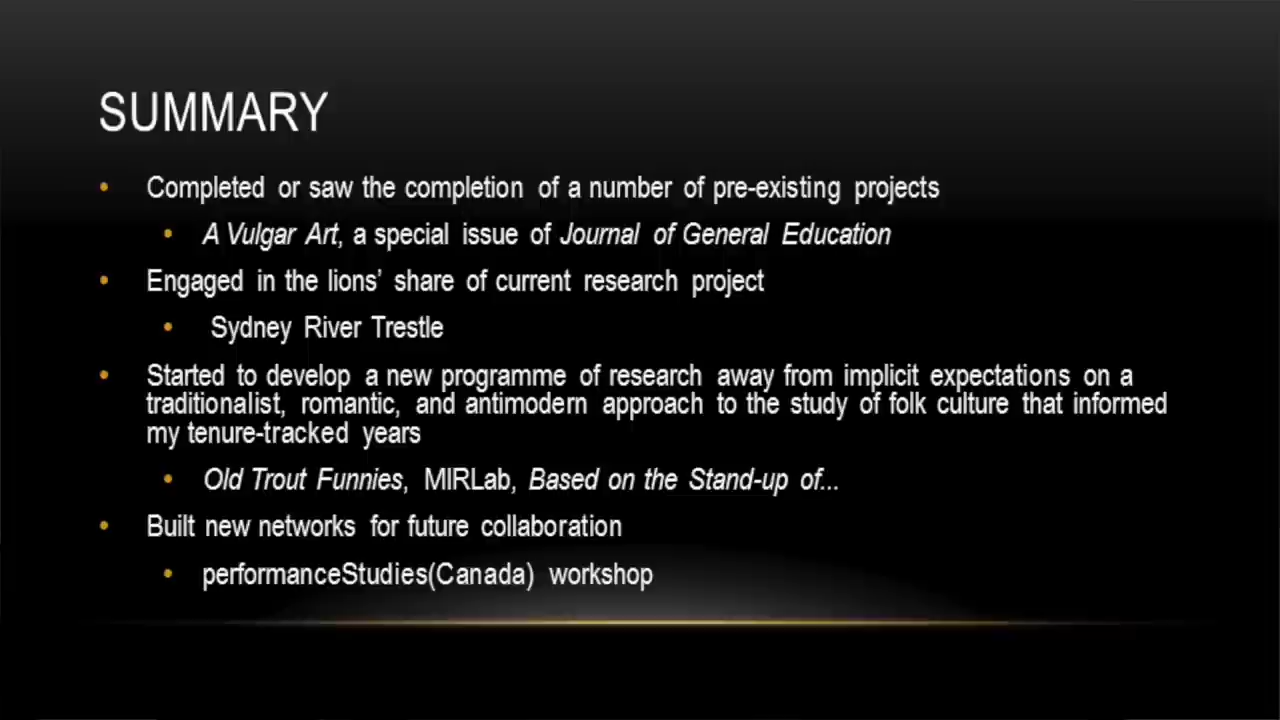 SUMMARY
• Completed or saw the completion of a number of pre-existing projects
• A Vulgar Art, a special issue of Journal of General Education
• Engaged in the lions’ share of current research project
• Sydney River Trestle
• Started to develop a new programme of research away from implicit expectations on a
traditionalist, romantic, and antimodern approach to the study of folk culture that informed
my tenure-tracked years
• Old Trout Funnies, MIRLab, Based on the Stand-up of...
• Built new networks for future collaboration
• performanceStudies(Canada) workshop